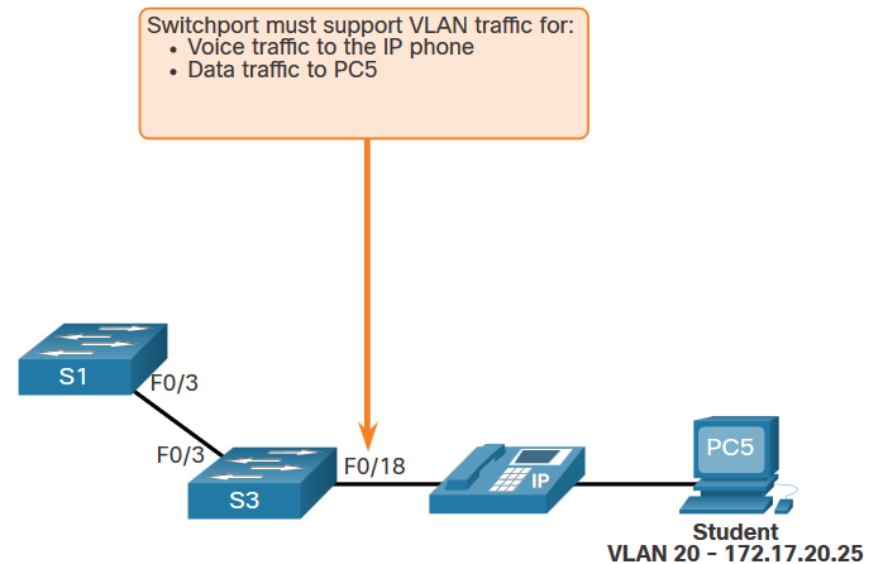 Switchport must support VLAN traffic for:
• Voice traffic to the IP phone
• Data traffic to PC5
S1
F0/3
F0/3
S3
F0/18
IP
PC5
Student
VLAN 20 - 172.17.20.25